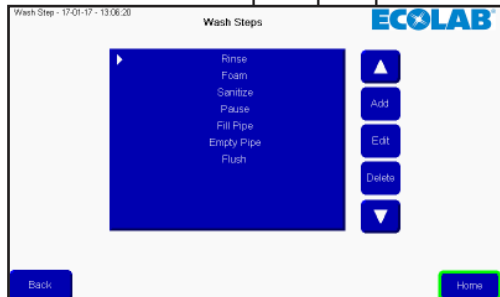 Wash Step - 17-01-17 - 13:06:20
Wash Steps
ECOLAB®
Rinse
Foam
Sanitize
Pause
Fill Pipe
Empty Pipe
Flush
Add
Edit
Delete
Back
Home